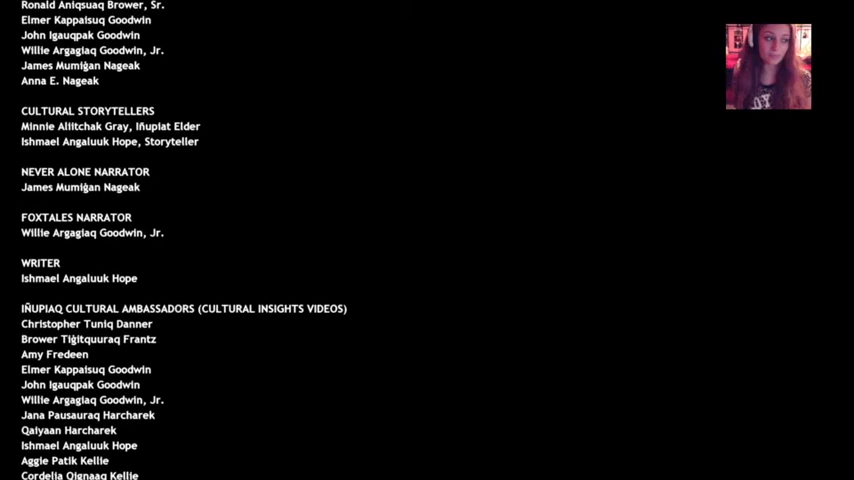 Ronald Aniqsuaq Brower, Sr.
Elmer Kappaisuq Goodwin
John Igauqpak Goodwin
Willie Argagiaq Goodwin, Jr.
James Mumiġan Nageak
Anna E. Nageak
CULTURAL STORYTELLERS
Minnie Aliitchak Gray, Iñupiat Elder
Ishmael Angaluuk Hope, Storyteller
NEVER ALONE NARRATOR
James Mumiġan Nageak
FOXTALES NARRATOR
Willie Argagiaq Goodwin, Jr.
WRITER
Ishmael Angaluuk Hope
IÑUPIAQ CULTURAL AMBASSADORS (CULTURAL INSIGHTS VIDEOS)
Christopher Tuniq Danner
Brower Tiġitquuraq Frantz
Amy Fredeen
Elmer Kappaisuq Goodwin
John Igauqpak Goodwin
Willie Argagiaq Goodwin, Jr.
Jana Pausauraq Harcharek
Qaiyaan Harcharek
Ishmael Angaluuk Hope
Aggie Patik Kellie
Cordelia Qignaaq Kellie